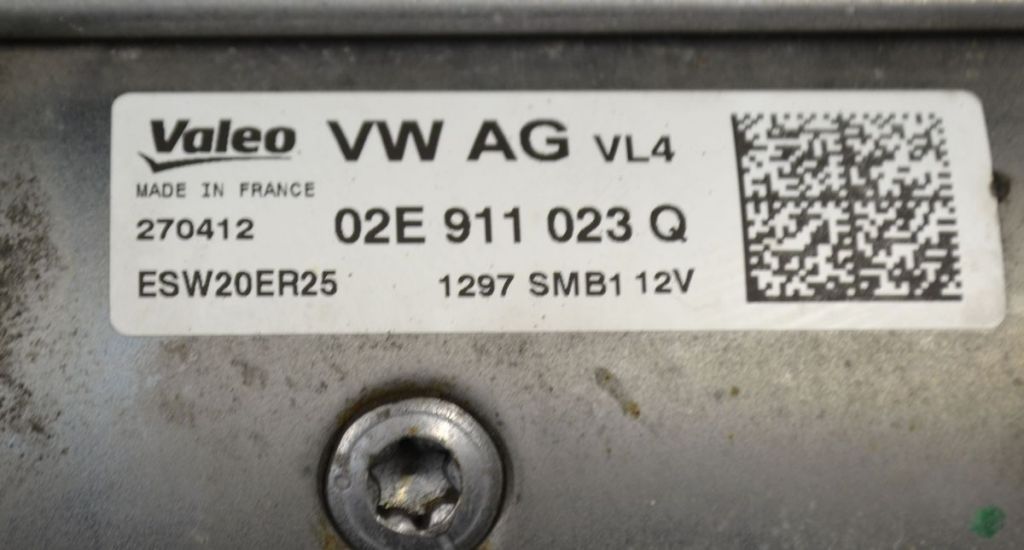 Valeo VW AG VL4
MADE IN FRANCE
270412 02E 911 023 Q
ESW20ER25 1297 SMB1 12V